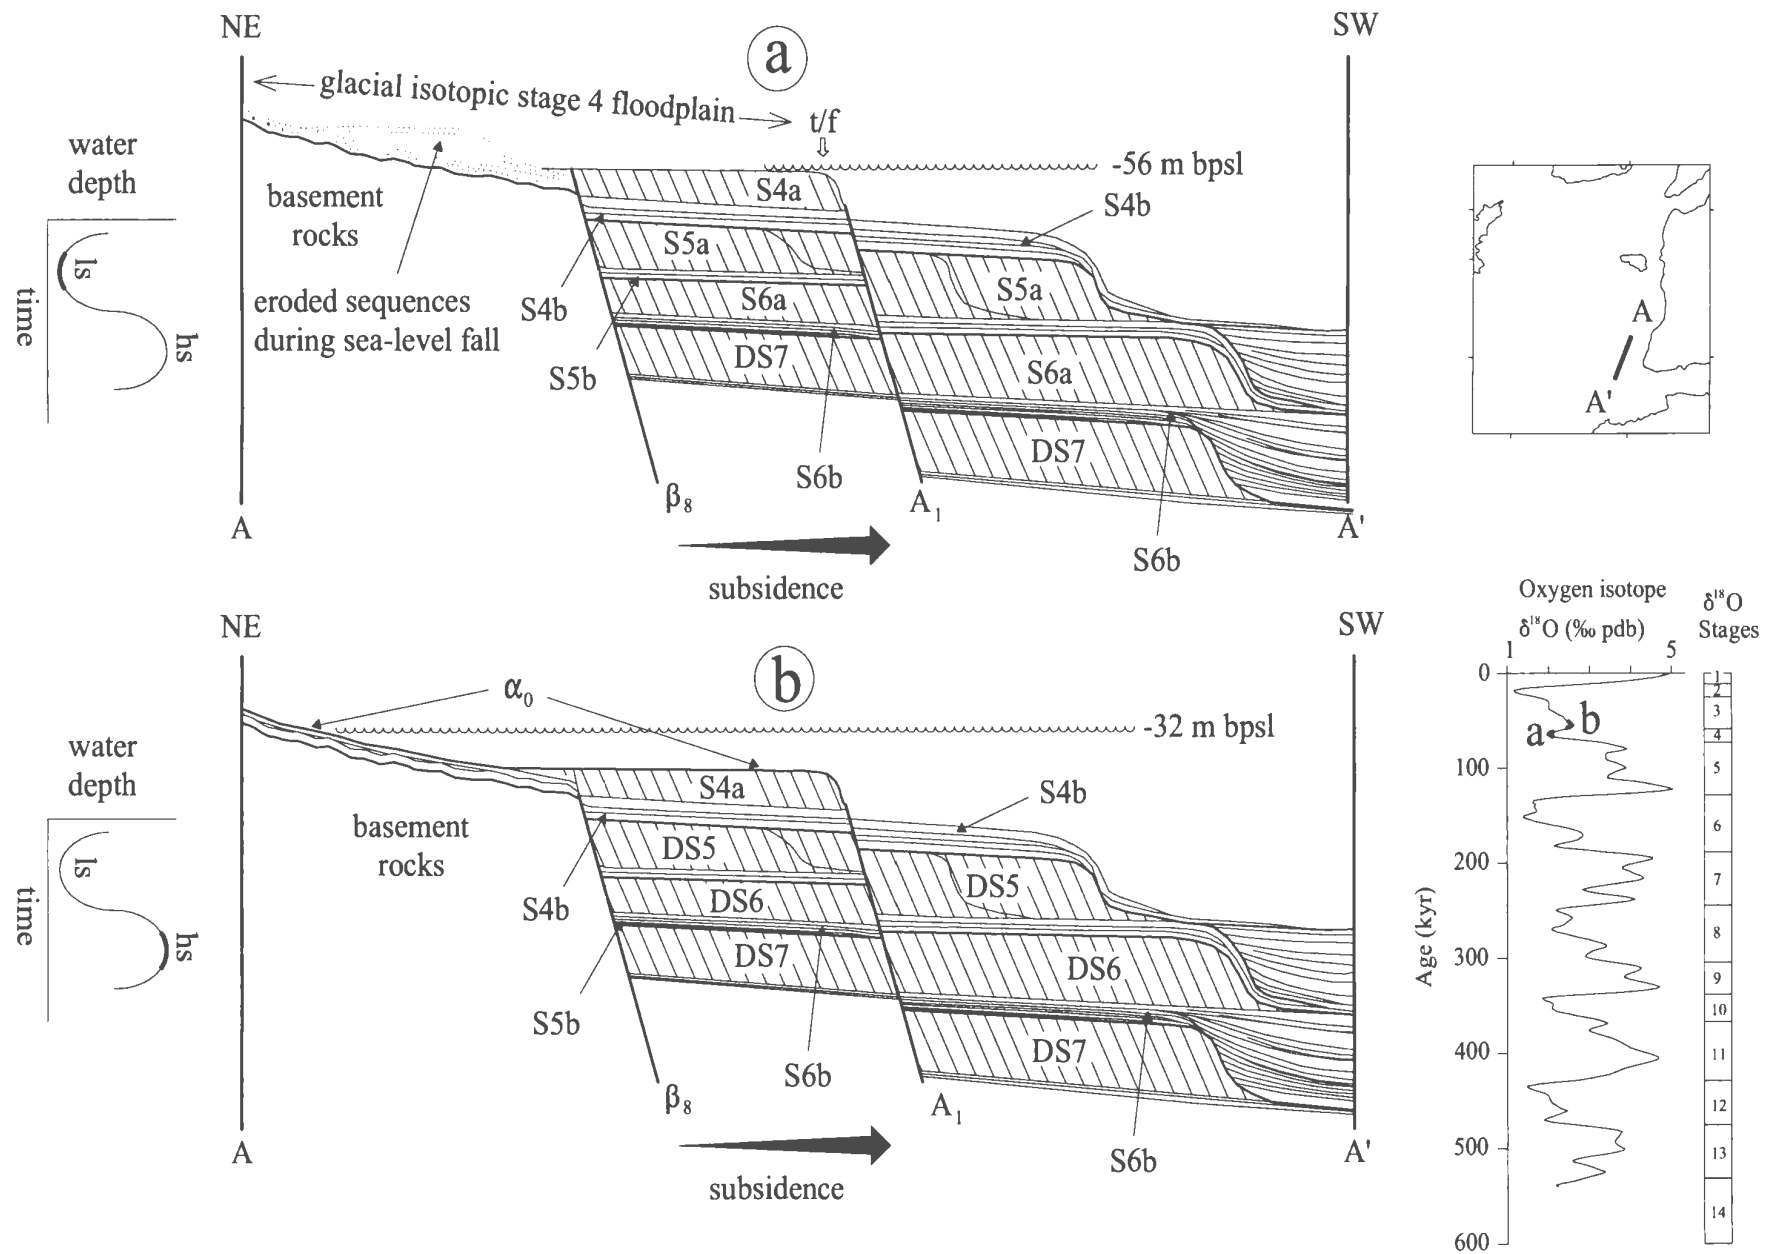 NE
SW
a
glacial isotopic stage 4 floodplain
t/f
water
depth
-56 m bpsl
S4a
S4b
basement
rocks
S5a
ls
time
S5a
hs
eroded sequences
during sea-level fall
S4b
S6a
S5b
DS7
S6a
A
A'
S6b
DS7
β8
A1
A
A'
S6b
subsidence
NE
SW
b
α0
-32 m bpsl
water
depth
S4a
S4b
basement
rocks
DS5
ls
time
DS5
hs
S4b
DS6
DS7
DS6
S5b
S6b
DS7
β8
A1
A
A'
S6b
subsidence
Oxygen isotope
δ18O (‰ pdb)
δ18O
Stages
1 5
0
100
200
300
400
500
600
Age (kyr)
a
b
1
2
3
4
5
6
7
8
9
10
11
12
13
14